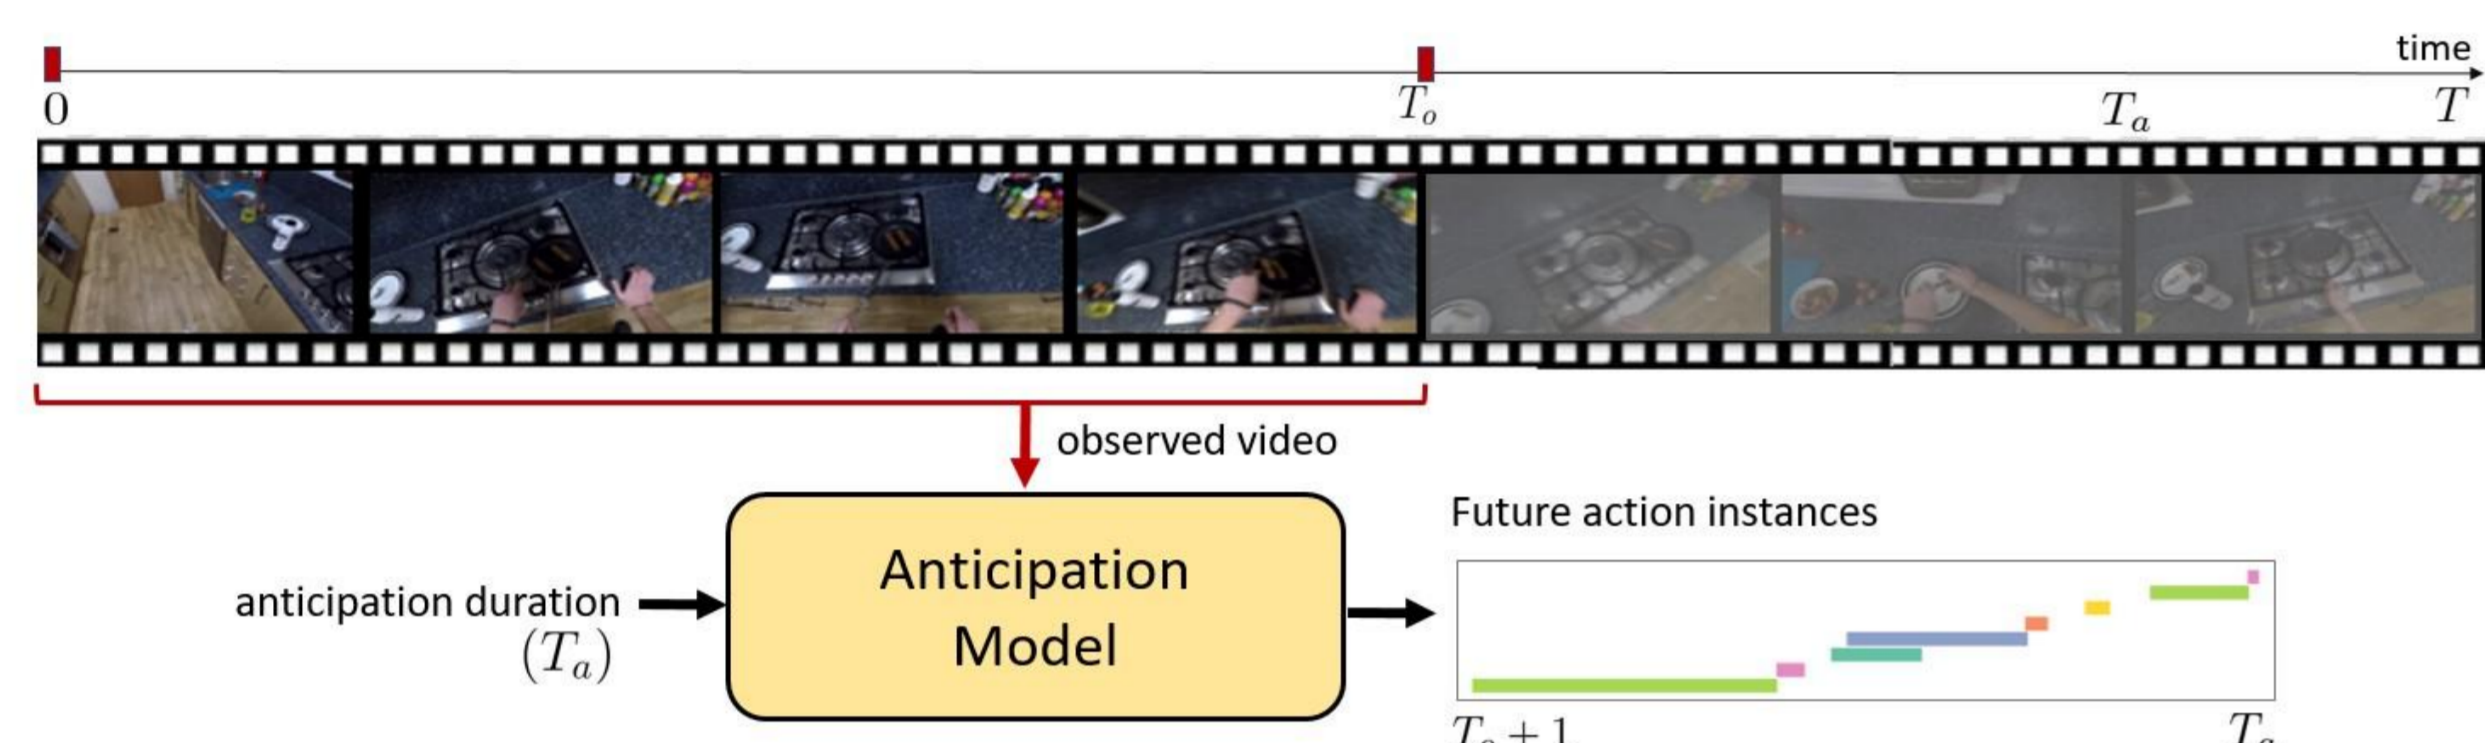 time
0
T_o
T_a
T
observed video
Future action instances
Anticipation
Model
anticipation duration
(T_a)
T_o + 1
T_a